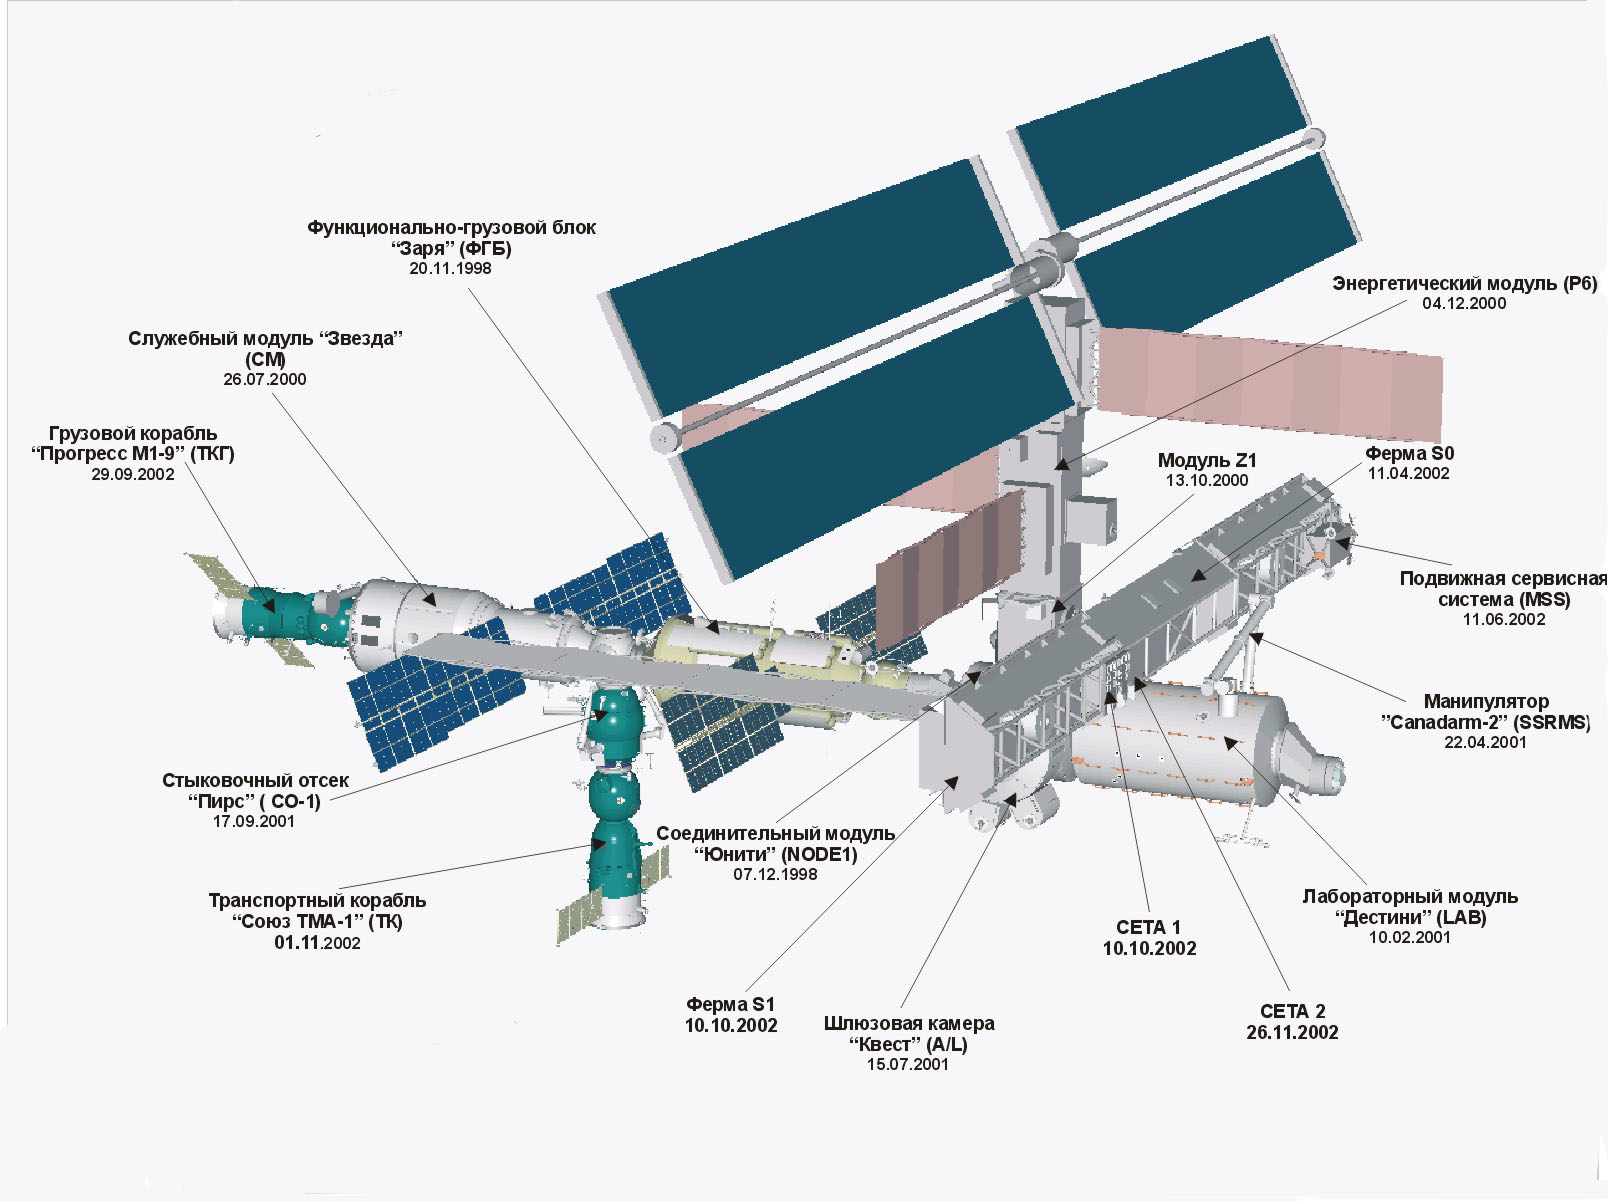 Функционально-грузовой блок
“Заря” (ФГБ)
20.11.1998
Энергетический модуль (P6)
04.12.2000
Служебный модуль “Звезда”
(СМ)
26.07.2000
Грузовой корабль
“Прогресс М1-9” (ТКГ)
29.09.2002
Модуль Z1
13.10.2000
Ферма S0
11.04.2002
Подвижная сервисная
система (MSS)
11.06.2002
Манипулятор
”Canadarm-2” (SSRMS)
22.04.2001
Стыковочный отсек
“Пирс” ( СО-1)
17.09.2001
Соединительный модуль
“Юнити” (NODE1)
07.12.1998
Транспортный корабль
“Союз ТМА-1” (ТК)
01.11.2002
Лабораторный модуль
“Дестини” (LAB)
10.02.2001
CETA 1
10.10.2002
Ферма S1
10.10.2002
Шлюзовая камера
“Квест” (A/L)
15.07.2001
CETA 2
26.11.2002